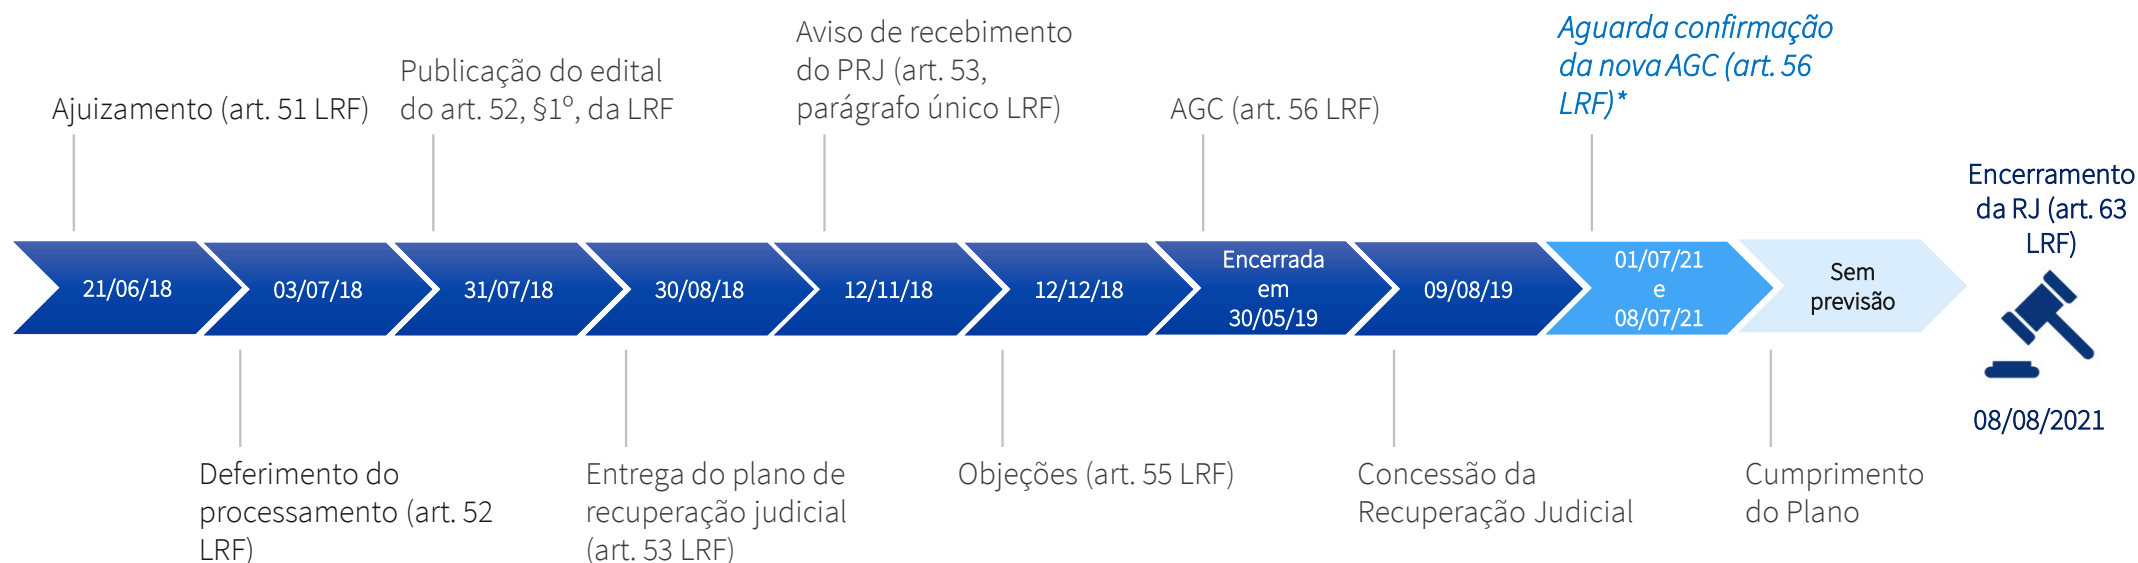 Ajuizamento (art. 51 LRF)
Publicação do edital
do art. 52, §1º, da LRF
Aviso de recebimento
do PRJ (art. 53,
parágrafo único LRF)
AGC (art. 56 LRF)
Aguarda confirmação
da nova AGC (art. 56
LRF)*
Encerramento
da RJ (art. 63
LRF)
21/06/18
03/07/18
31/07/18
30/08/18
12/11/18
12/12/18
Encerrada
em
30/05/19
09/08/19
01/07/21
e
08/07/21
Sem
previsão
08/08/2021
Deferimento do
processamento (art. 52
LRF)
Entrega do plano de
recuperação judicial
(art. 53 LRF)
Objeções (art. 55 LRF)
Concessão da
Recuperação Judicial
Cumprimento
do Plano